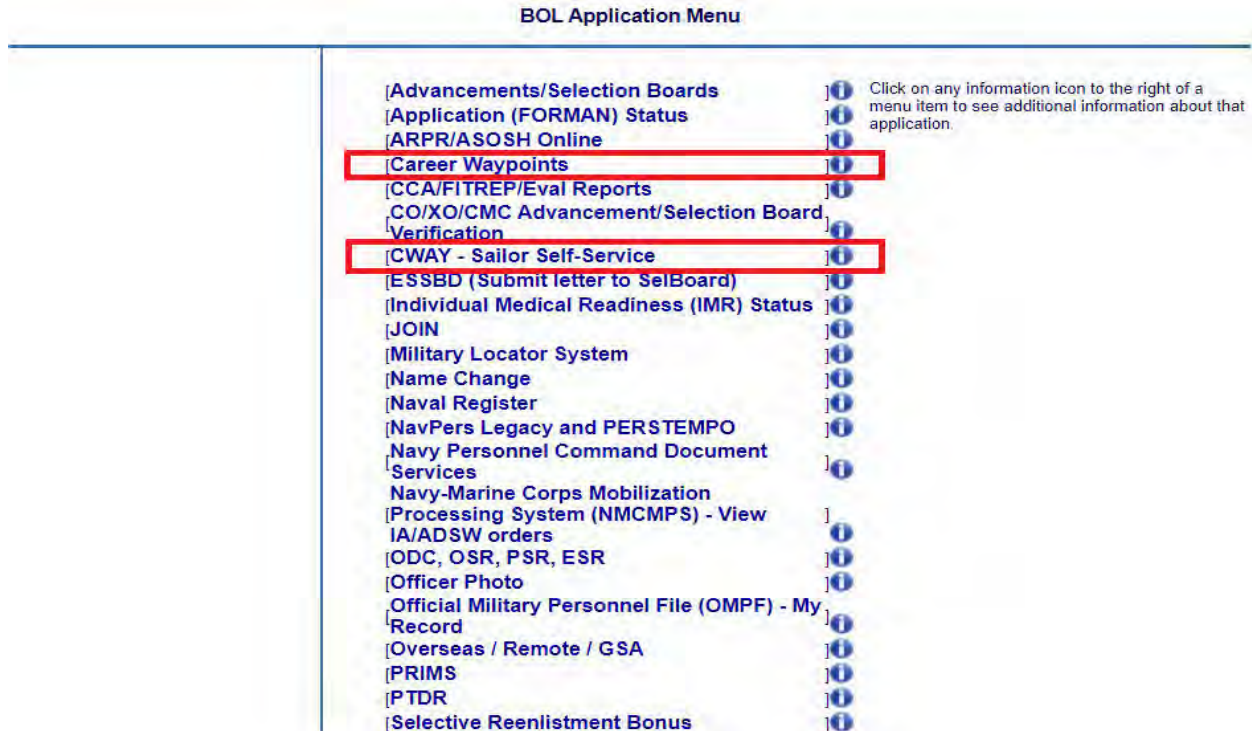 BOL Application Menu
[Advancements/Selection Boards ]
Click on any information icon to the right of a
menu item to see additional information about that
application.
[Application (FORMAN) Status ]
[ARPR/ASOSH Online ]
[Career Waypoints ]
[CCA/FITREP/Eval Reports ]
[CO/XO/CMC Advancement/Selection Board ]
Verification
[CWAY - Sailor Self-Service ]
[ESSBD (Submit letter to SelBoard) ]
[Individual Medical Readiness (IMR) Status ]
[JOIN ]
[Military Locator System ]
[Name Change ]
[Naval Register ]
[NavPers Legacy and PERSTEMPO ]
[Navy Personnel Command Document ]
Services
Navy-Marine Corps Mobilization
[Processing System (NMCMPS) - View ]
IA/ADSW orders
[ODC, OSR, PSR, ESR ]
[Officer Photo ]
[Official Military Personnel File (OMPF) - My ]
Record
[Overseas / Remote / GSA ]
[PRIMS ]
[PTDR ]
[Selective Reenlistment Bonus ]